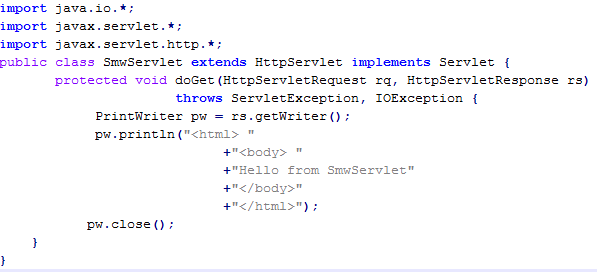 import java.io.*;
import javax.servlet.*;
import javax.servlet.http.*;
public class SmwServlet extends HttpServlet implements Servlet {
protected void doGet(HttpServletRequest rq, HttpServletResponse rs)
throws ServletException, IOException {
PrintWriter pw = rs.getWriter();
pw.println("<html> "
+"<body> "
+"Hello from SmwServlet"
+"</body>"
+"</html>");
pw.close();
}
}